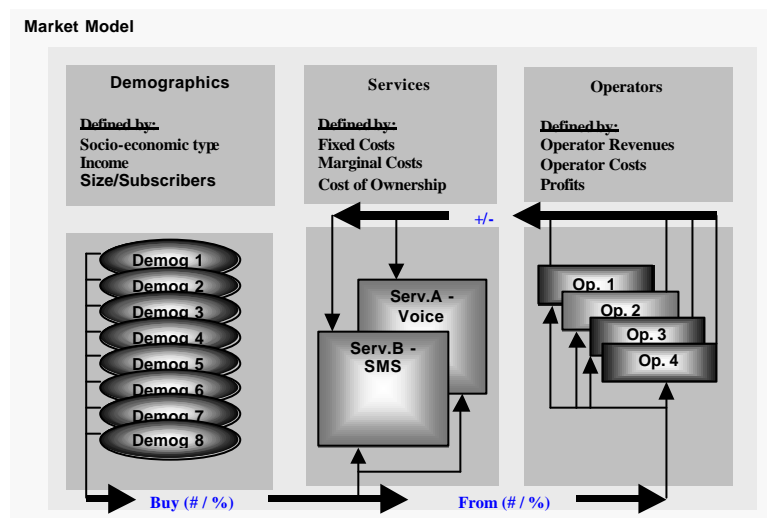 Market Model
Demographics
Defined by:
Socio-economic type
Income
Size/Subscribers
Services
Defined by:
Fixed Costs
Marginal Costs
Cost of Ownership
Operators
Defined by:
Operator Revenues
Operator Costs
Profits
+/-
Demog 1
Demog 2
Demog 3
Demog 4
Demog 5
Demog 6
Demog 7
Demog 8
Serv.A -
Voice
Serv.B -
SMS
Op. 1
Op. 2
Op. 3
Op. 4
Buy (# / %)
From (# / %)